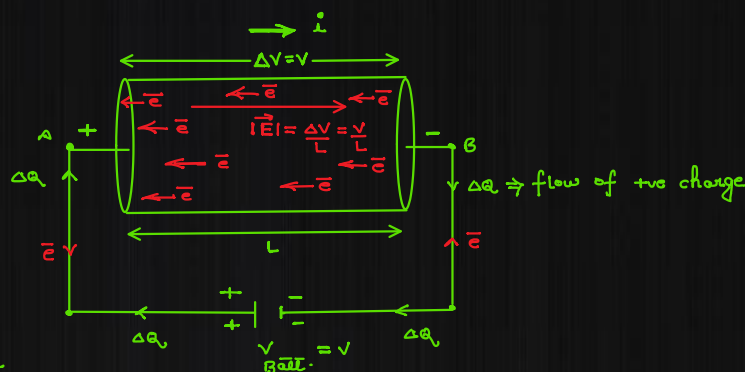 i
ΔV = V
e̅
e̅
e̅
e̅
|E⃗| = ΔV/L = V/L
A +
- B
e̅
e̅
e̅
e̅
ΔQ
ΔQ ⇒ flow of +ve charge
L
e̅
e̅
+ -
+ -
ΔQ
ΔQ
V = V
Batt.